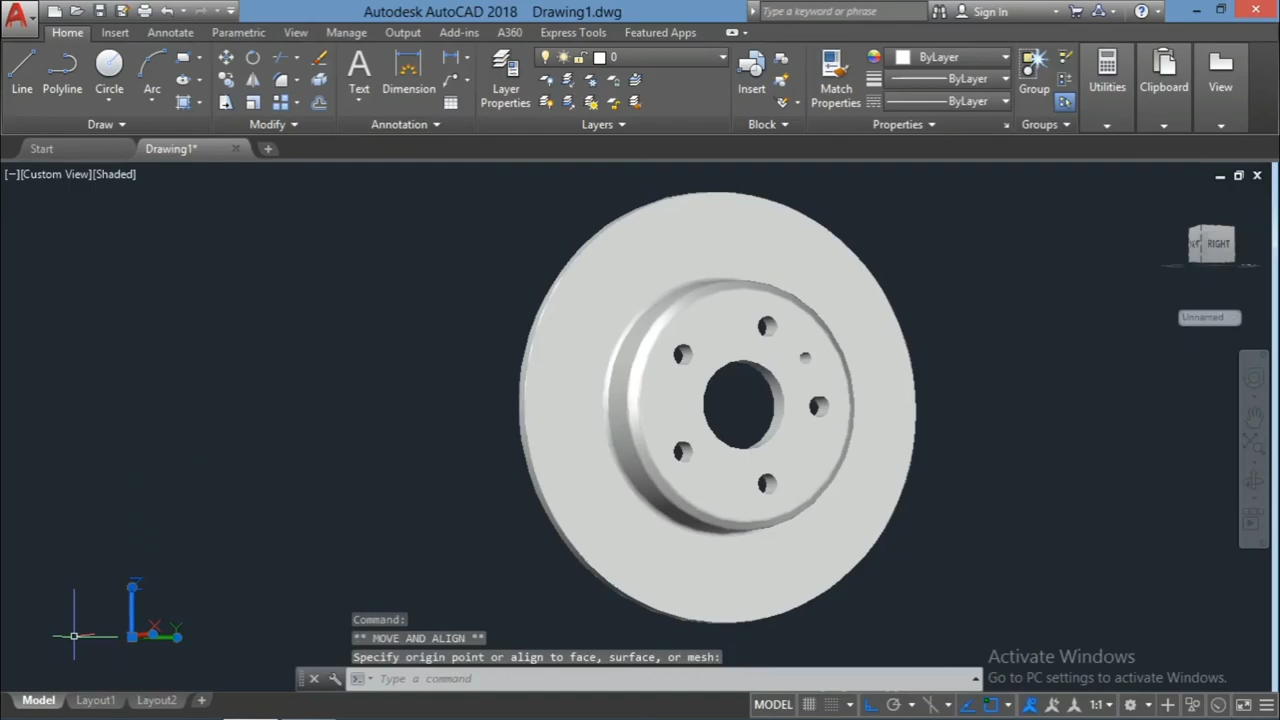 Autodesk AutoCAD 2018 Drawing1.dwg
Type a keyword or phrase
Sign In
Home Insert Annotate Parametric View Manage Output Add-ins A360 Express Tools Featured Apps
Line Polyline Circle Arc
Text Dimension
Layer Properties
0
Insert
Match Properties
ByLayer
ByLayer
ByLayer
Group
Utilities
Clipboard
View
Draw Modify Annotation Layers Block Properties Groups
Start Drawing1* +
[−][Custom View][Shaded]
RIGHT
Unnamed
Z
X Y
Command:
** MOVE AND ALIGN **
Specify origin point or align to face, surface, or mesh:
Type a command
Activate Windows
Go to PC settings to activate Windows.
Model Layout1 Layout2 +
MODEL 1:1